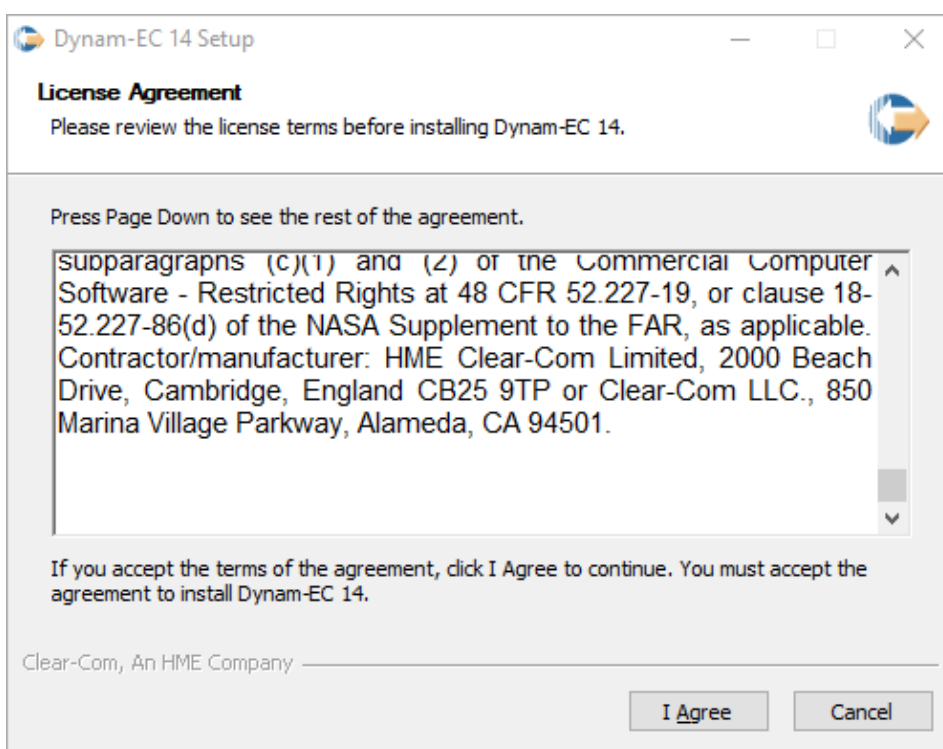 Dynam-EC 14 Setup
License Agreement
Please review the license terms before installing Dynam-EC 14.
Press Page Down to see the rest of the agreement.
subparagraphs (c)(1) and (2) of the Commercial Computer
Software - Restricted Rights at 48 CFR 52.227-19, or clause 18-
52.227-86(d) of the NASA Supplement to the FAR, as applicable.
Contractor/manufacturer: HME Clear-Com Limited, 2000 Beach
Drive, Cambridge, England CB25 9TP or Clear-Com LLC., 850
Marina Village Parkway, Alameda, CA 94501.
If you accept the terms of the agreement, click I Agree to continue. You must accept the
agreement to install Dynam-EC 14.
Clear-Com, An HME Company
I Agree
Cancel